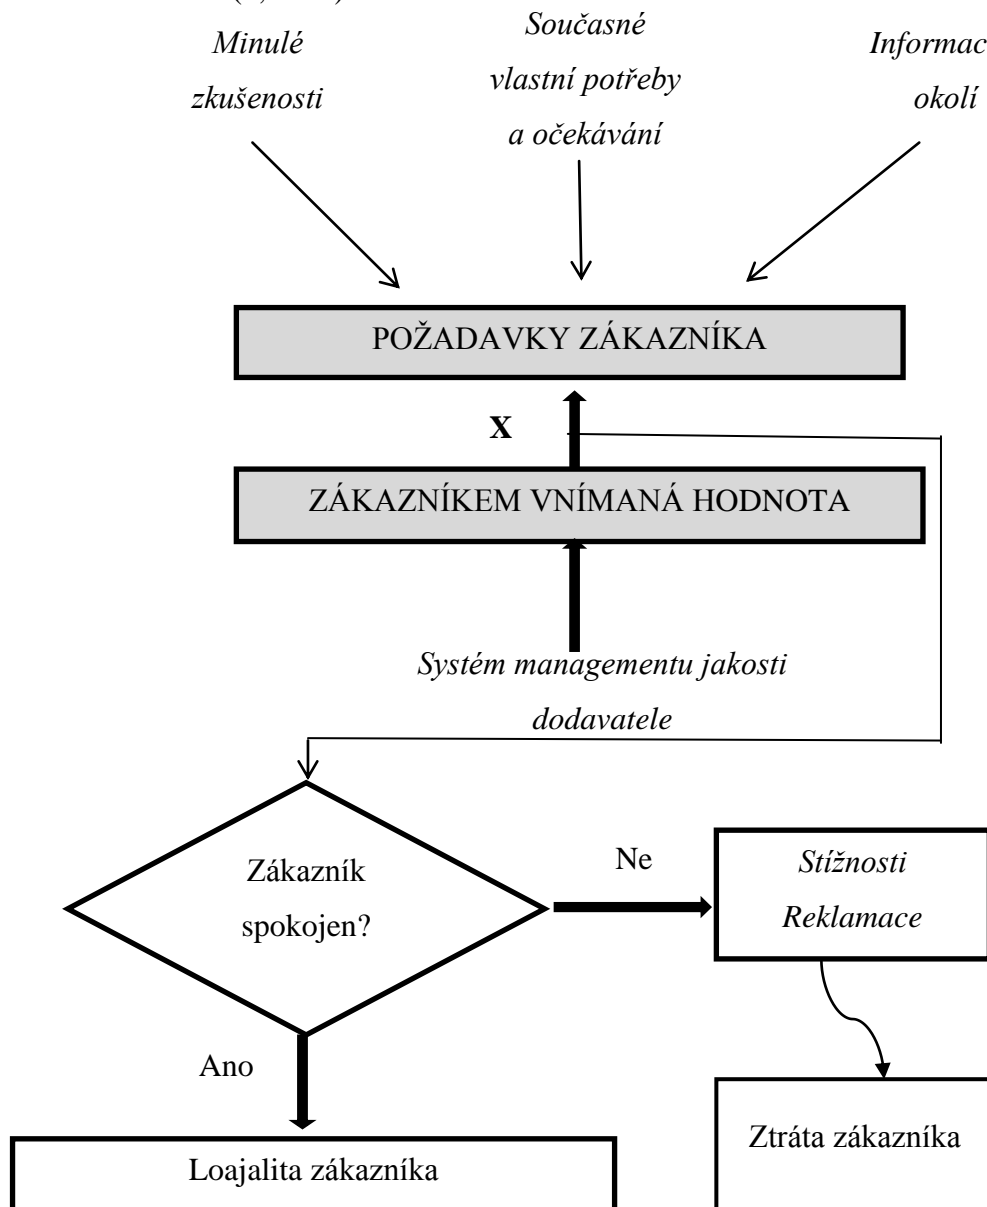 Minulé
zkušenosti
Současné
vlastní potřeby
a očekávání
Informac
okolí
POŽADAVKY ZÁKAZNÍKA
X
ZÁKAZNÍKEM VNÍMANÁ HODNOTA
Systém managementu jakosti
dodavatele
Zákazník
spokojen?
Ne
Stížnosti
Reklamace
Ano
Ztráta zákazníka
Loajalita zákazníka